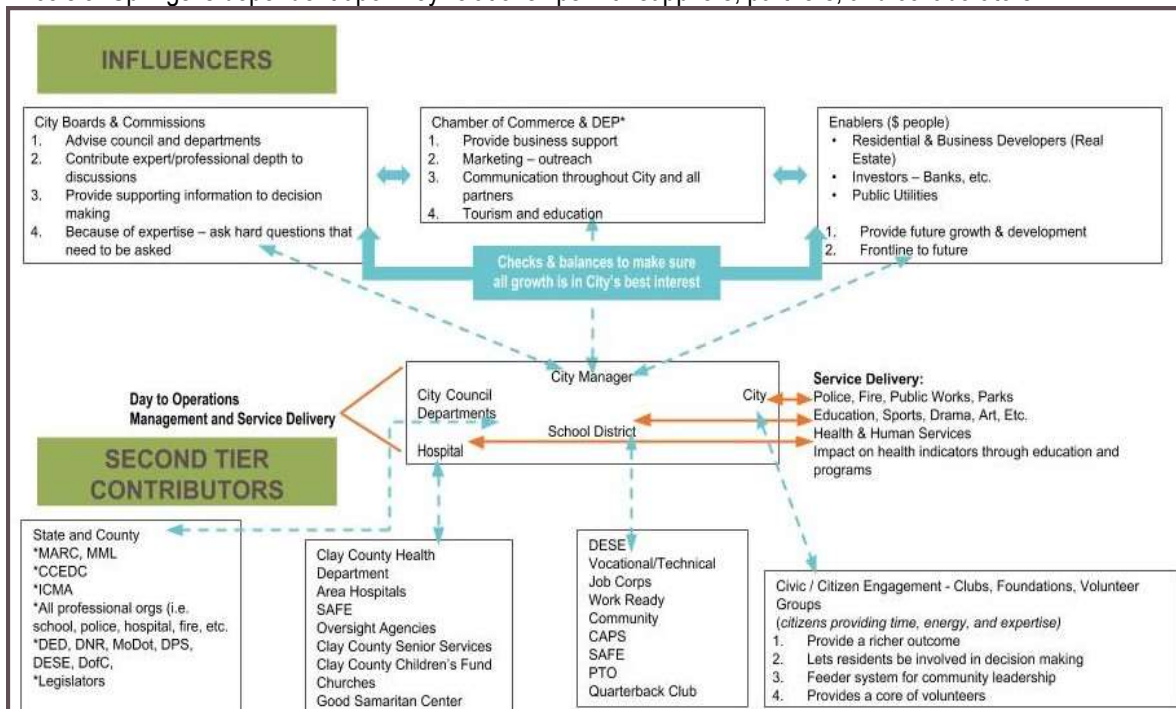 INFLUENCERS
City Boards & Commissions
1. Advise council and departments
2. Contribute expert/professional depth to
discussions
3. Provide supporting information to decision
making
4. Because of expertise – ask hard questions that
need to be asked
Chamber of Commerce & DEP*
1. Provide business support
2. Marketing – outreach
3. Communication throughout City and all
partners
4. Tourism and education
Enablers ($ people)
• Residential & Business Developers (Real
Estate)
• Investors – Banks, etc.
• Public Utilities
1. Provide future growth & development
2. Frontline to future
Checks & balances to make sure
all growth is in City's best interest
Day to Operations
Management and Service Delivery
City Manager
City Council
Departments
City
School District
Hospital
Service Delivery:
Police, Fire, Public Works, Parks
Education, Sports, Drama, Art, Etc.
Health & Human Services
Impact on health indicators through education and
programs
SECOND TIER
CONTRIBUTORS
State and County
*MARC, MML
*CCEDC
*ICMA
*All professional orgs (i.e.
school, police, hospital, fire, etc.
*DED, DNR, MoDot, DPS,
DESE, DofC,
*Legislators
Clay County Health
Department
Area Hospitals
SAFE
Oversight Agencies
Clay County Senior Services
Clay County Children's Fund
Churches
Good Samaritan Center
DESE
Vocational/Technical
Job Corps
Work Ready
Community
CAPS
SAFE
PTO
Quarterback Club
Civic / Citizen Engagement - Clubs, Foundations, Volunteer
Groups
(citizens providing time, energy, and expertise)
1. Provide a richer outcome
2. Lets residents be involved in decision making
3. Feeder system for community leadership
4. Provides a core of volunteers